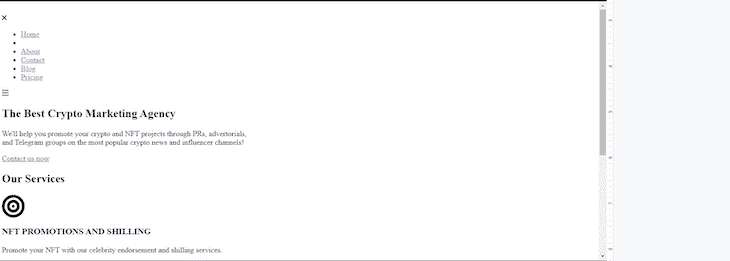 Home
About
Contact
Blog
Pricing
The Best Crypto Marketing Agency
We'll help you promote your crypto and NFT projects through PRs, advertorials,
and Telegram groups on the most popular crypto news and influencer channels!
Contact us now
Our Services
NFT PROMOTIONS AND SHILLING
Promote your NFT with our celebrity endorsement and shilling services.